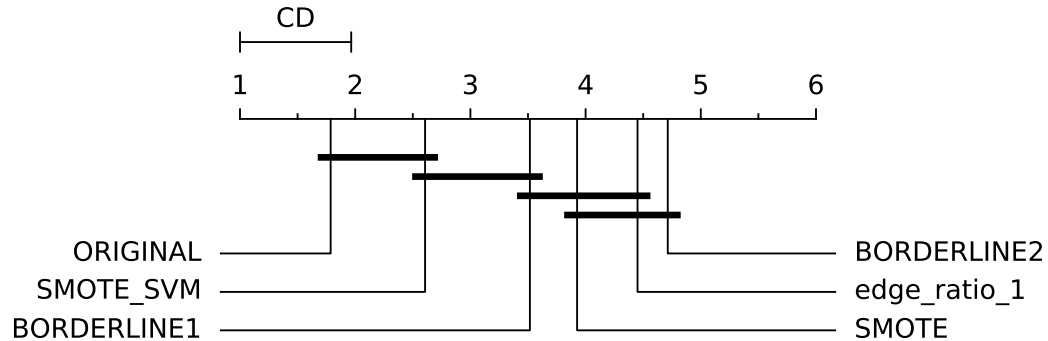 CD
1 2 3 4 5 6
ORIGINAL BORDERLINE2
SMOTE_SVM edge_ratio_1
BORDERLINE1 SMOTE